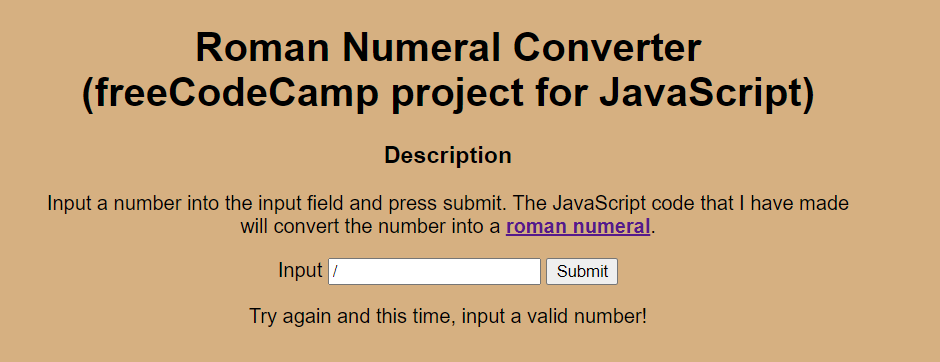 Roman Numeral Converter
(freeCodeCamp project for JavaScript)
Description
Input a number into the input field and press submit. The JavaScript code that I have made
will convert the number into a roman numeral.
Input / Submit
Try again and this time, input a valid number!